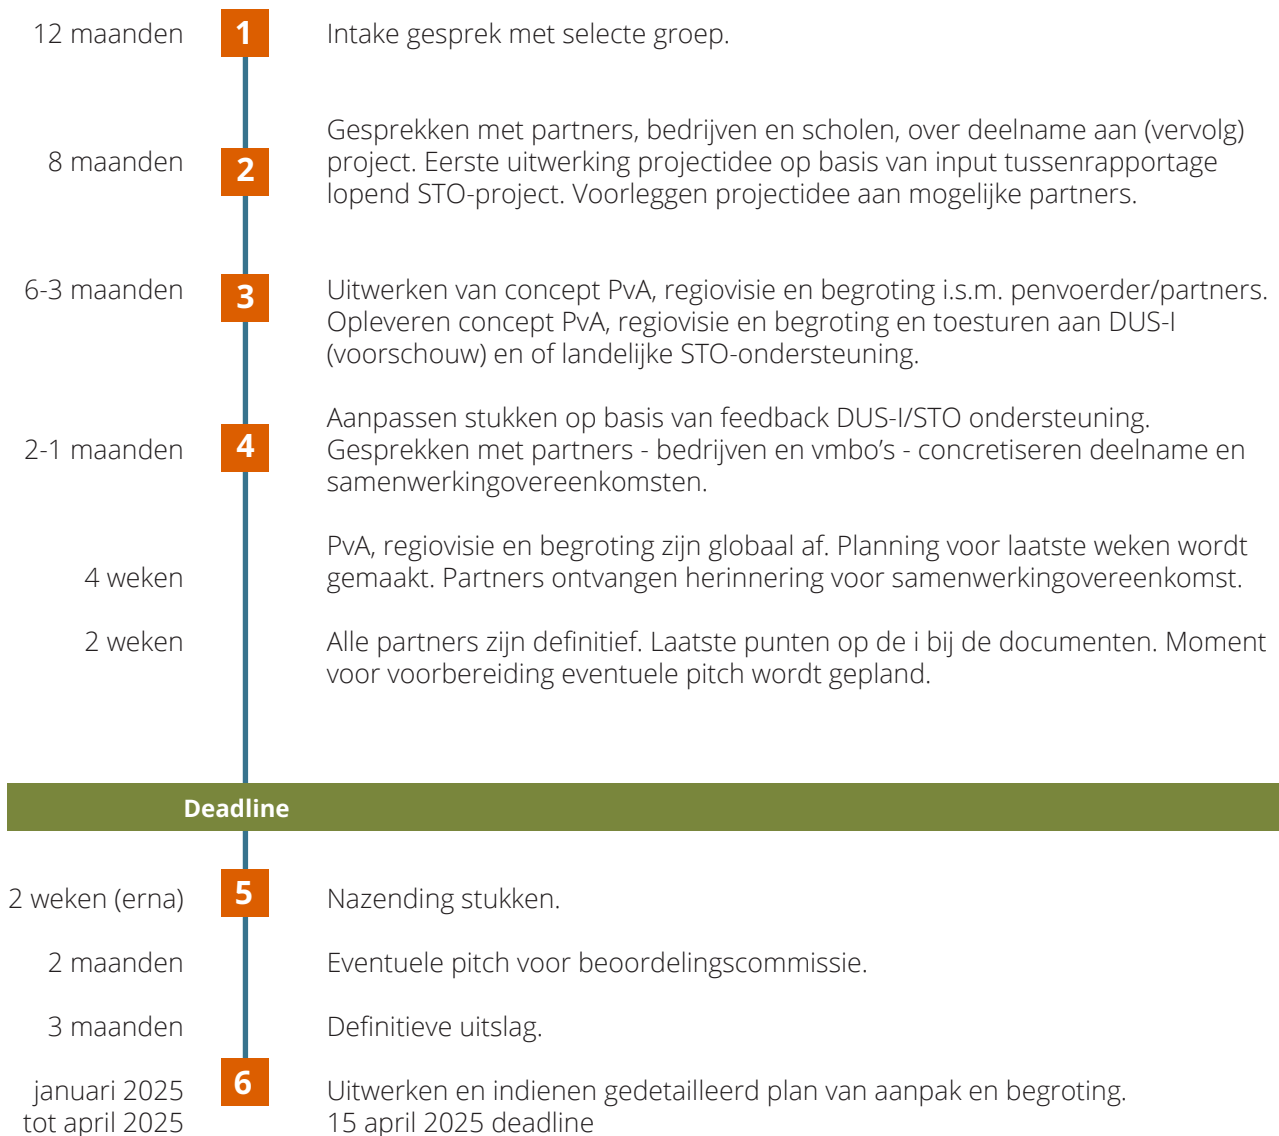 12 maanden 1 Intake gesprek met selecte groep.
Gesprekken met partners, bedrijven en scholen, over deelname aan (vervolg)
8 maanden 2 project. Eerste uitwerking projectidee op basis van input tussenrapportage
lopend STO-project. Voorleggen projectidee aan mogelijke partners.
6-3 maanden 3 Uitwerken van concept PvA, regiovisie en begroting i.s.m. penvoerder/partners.
Opleveren concept PvA, regiovisie en begroting en toesturen aan DUS-I
(voorschouw) en of landelijke STO-ondersteuning.
Aanpassen stukken op basis van feedback DUS-I/STO ondersteuning.
2-1 maanden 4 Gesprekken met partners - bedrijven en vmbo’s - concretiseren deelname en
samenwerkingovereenkomsten.
PvA, regiovisie en begroting zijn globaal af. Planning voor laatste weken wordt
4 weken gemaakt. Partners ontvangen herinnering voor samenwerkingovereenkomst.
2 weken Alle partners zijn definitief. Laatste punten op de i bij de documenten. Moment
voor voorbereiding eventuele pitch wordt gepland.
Deadline
2 weken (erna) 5 Nazending stukken.
2 maanden Eventuele pitch voor beoordelingscommissie.
3 maanden Definitieve uitslag.
januari 2025 6 Uitwerken en indienen gedetailleerd plan van aanpak en begroting.
tot april 2025 15 april 2025 deadline